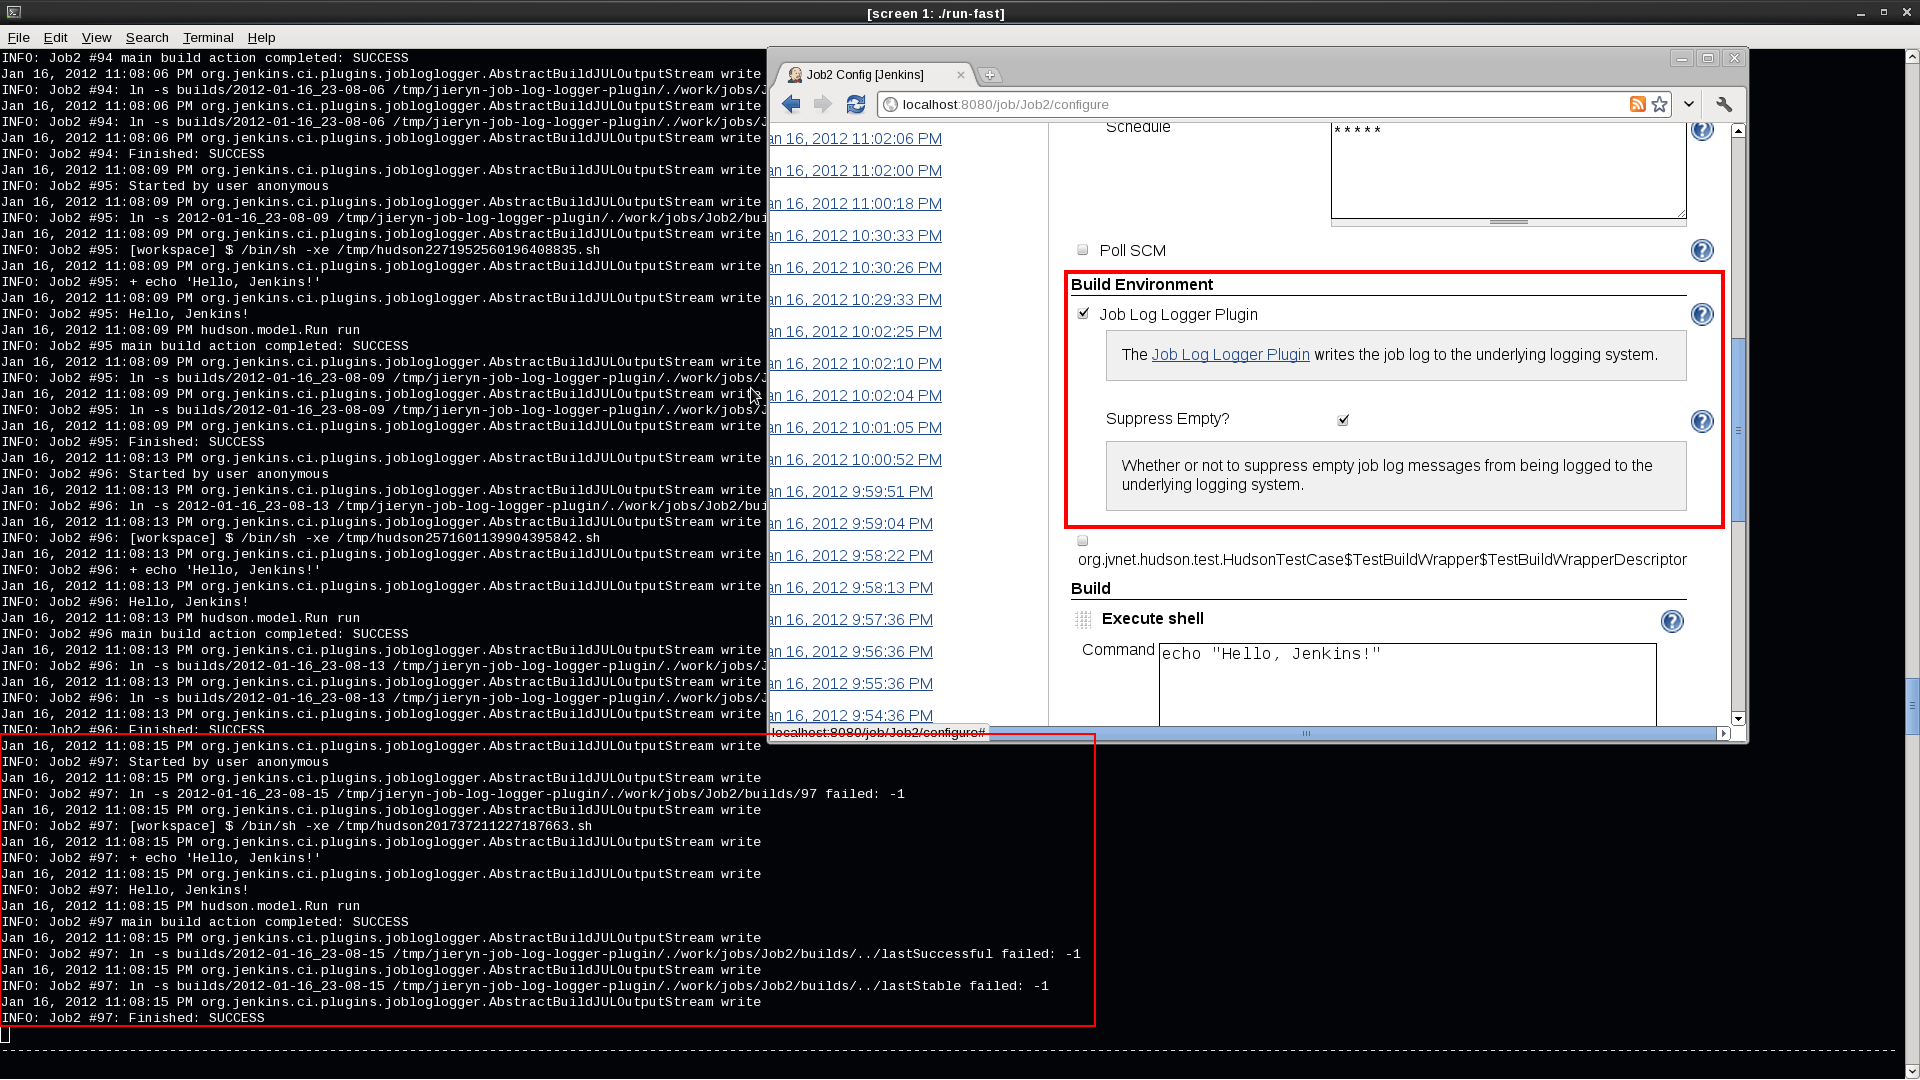 [screen 1: ./run-fast]
File Edit View Search Terminal Help
INFO: Job2 #94 main build action completed: SUCCESS
Jan 16, 2012 11:08:06 PM org.jenkins.ci.plugins.jobloglogger.AbstractBuildJULOutputStream write
INFO: Job2 #94: ln -s builds/2012-01-16_23-08-06 /tmp/jieryn-job-log-logger-plugin/./work/jobs/J
Jan 16, 2012 11:08:06 PM org.jenkins.ci.plugins.jobloglogger.AbstractBuildJULOutputStream write
INFO: Job2 #94: ln -s builds/2012-01-16_23-08-06 /tmp/jieryn-job-log-logger-plugin/./work/jobs/J
Jan 16, 2012 11:08:06 PM org.jenkins.ci.plugins.jobloglogger.AbstractBuildJULOutputStream write
INFO: Job2 #94: Finished: SUCCESS
Jan 16, 2012 11:08:09 PM org.jenkins.ci.plugins.jobloglogger.AbstractBuildJULOutputStream write
INFO: Job2 #95: Started by user anonymous
Jan 16, 2012 11:08:09 PM org.jenkins.ci.plugins.jobloglogger.AbstractBuildJULOutputStream write
INFO: Job2 #95: ln -s 2012-01-16_23-08-09 /tmp/jieryn-job-log-logger-plugin/./work/jobs/Job2/bui
Jan 16, 2012 11:08:09 PM org.jenkins.ci.plugins.jobloglogger.AbstractBuildJULOutputStream write
INFO: Job2 #95: [workspace] $ /bin/sh -xe /tmp/hudson2271952560196408835.sh
Jan 16, 2012 11:08:09 PM org.jenkins.ci.plugins.jobloglogger.AbstractBuildJULOutputStream write
INFO: Job2 #95: + echo 'Hello, Jenkins!'
Jan 16, 2012 11:08:09 PM org.jenkins.ci.plugins.jobloglogger.AbstractBuildJULOutputStream write
INFO: Job2 #95: Hello, Jenkins!
Jan 16, 2012 11:08:09 PM hudson.model.Run run
INFO: Job2 #95 main build action completed: SUCCESS
Jan 16, 2012 11:08:09 PM org.jenkins.ci.plugins.jobloglogger.AbstractBuildJULOutputStream write
INFO: Job2 #95: ln -s builds/2012-01-16_23-08-09 /tmp/jieryn-job-log-logger-plugin/./work/jobs/J
Jan 16, 2012 11:08:09 PM org.jenkins.ci.plugins.jobloglogger.AbstractBuildJULOutputStream write
INFO: Job2 #95: ln -s builds/2012-01-16_23-08-09 /tmp/jieryn-job-log-logger-plugin/./work/jobs/J
Jan 16, 2012 11:08:09 PM org.jenkins.ci.plugins.jobloglogger.AbstractBuildJULOutputStream write
INFO: Job2 #95: Finished: SUCCESS
Jan 16, 2012 11:08:13 PM org.jenkins.ci.plugins.jobloglogger.AbstractBuildJULOutputStream write
INFO: Job2 #96: Started by user anonymous
Jan 16, 2012 11:08:13 PM org.jenkins.ci.plugins.jobloglogger.AbstractBuildJULOutputStream write
INFO: Job2 #96: ln -s 2012-01-16_23-08-13 /tmp/jieryn-job-log-logger-plugin/./work/jobs/Job2/bui
Jan 16, 2012 11:08:13 PM org.jenkins.ci.plugins.jobloglogger.AbstractBuildJULOutputStream write
INFO: Job2 #96: [workspace] $ /bin/sh -xe /tmp/hudson2571601139904395842.sh
Jan 16, 2012 11:08:13 PM org.jenkins.ci.plugins.jobloglogger.AbstractBuildJULOutputStream write
INFO: Job2 #96: + echo 'Hello, Jenkins!'
Jan 16, 2012 11:08:13 PM org.jenkins.ci.plugins.jobloglogger.AbstractBuildJULOutputStream write
INFO: Job2 #96: Hello, Jenkins!
Jan 16, 2012 11:08:13 PM hudson.model.Run run
INFO: Job2 #96 main build action completed: SUCCESS
Jan 16, 2012 11:08:13 PM org.jenkins.ci.plugins.jobloglogger.AbstractBuildJULOutputStream write
INFO: Job2 #96: ln -s builds/2012-01-16_23-08-13 /tmp/jieryn-job-log-logger-plugin/./work/jobs/J
Jan 16, 2012 11:08:13 PM org.jenkins.ci.plugins.jobloglogger.AbstractBuildJULOutputStream write
INFO: Job2 #96: ln -s builds/2012-01-16_23-08-13 /tmp/jieryn-job-log-logger-plugin/./work/jobs/J
Jan 16, 2012 11:08:13 PM org.jenkins.ci.plugins.jobloglogger.AbstractBuildJULOutputStream write
INFO: Job2 #96: Finished: SUCCESS
Jan 16, 2012 11:08:15 PM org.jenkins.ci.plugins.jobloglogger.AbstractBuildJULOutputStream write
INFO: Job2 #97: Started by user anonymous
Jan 16, 2012 11:08:15 PM org.jenkins.ci.plugins.jobloglogger.AbstractBuildJULOutputStream write
INFO: Job2 #97: ln -s 2012-01-16_23-08-15 /tmp/jieryn-job-log-logger-plugin/./work/jobs/Job2/builds/97 failed: -1
Jan 16, 2012 11:08:15 PM org.jenkins.ci.plugins.jobloglogger.AbstractBuildJULOutputStream write
INFO: Job2 #97: [workspace] $ /bin/sh -xe /tmp/hudson201737211227187663.sh
Jan 16, 2012 11:08:15 PM org.jenkins.ci.plugins.jobloglogger.AbstractBuildJULOutputStream write
INFO: Job2 #97: + echo 'Hello, Jenkins!'
Jan 16, 2012 11:08:15 PM org.jenkins.ci.plugins.jobloglogger.AbstractBuildJULOutputStream write
INFO: Job2 #97: Hello, Jenkins!
Jan 16, 2012 11:08:15 PM hudson.model.Run run
INFO: Job2 #97 main build action completed: SUCCESS
Jan 16, 2012 11:08:15 PM org.jenkins.ci.plugins.jobloglogger.AbstractBuildJULOutputStream write
INFO: Job2 #97: ln -s builds/2012-01-16_23-08-15 /tmp/jieryn-job-log-logger-plugin/./work/jobs/Job2/builds/../lastSuccessful failed: -1
Jan 16, 2012 11:08:15 PM org.jenkins.ci.plugins.jobloglogger.AbstractBuildJULOutputStream write
INFO: Job2 #97: ln -s builds/2012-01-16_23-08-15 /tmp/jieryn-job-log-logger-plugin/./work/jobs/Job2/builds/../lastStable failed: -1
Jan 16, 2012 11:08:15 PM org.jenkins.ci.plugins.jobloglogger.AbstractBuildJULOutputStream write
INFO: Job2 #97: Finished: SUCCESS
Job2 Config [Jenkins]
localhost:8080/job/Job2/configure
an 16, 2012 11:02:06 PM
an 16, 2012 11:02:00 PM
an 16, 2012 11:00:18 PM
an 16, 2012 10:30:33 PM
an 16, 2012 10:30:26 PM
an 16, 2012 10:29:33 PM
an 16, 2012 10:02:25 PM
an 16, 2012 10:02:10 PM
an 16, 2012 10:02:04 PM
an 16, 2012 10:01:05 PM
an 16, 2012 10:00:52 PM
an 16, 2012 9:59:51 PM
an 16, 2012 9:59:04 PM
an 16, 2012 9:58:22 PM
an 16, 2012 9:58:13 PM
an 16, 2012 9:57:36 PM
an 16, 2012 9:56:36 PM
an 16, 2012 9:55:36 PM
an 16, 2012 9:54:36 PM
localhost:8080/job/Job2/configure#
Schedule
*****
Poll SCM
Build Environment
Job Log Logger Plugin
The Job Log Logger Plugin writes the job log to the underlying logging system.
Suppress Empty?
Whether or not to suppress empty job log messages from being logged to the
underlying logging system.
org.jvnet.hudson.test.HudsonTestCase$TestBuildWrapper$TestBuildWrapperDescriptor
Build
Execute shell
Command
echo "Hello, Jenkins!"